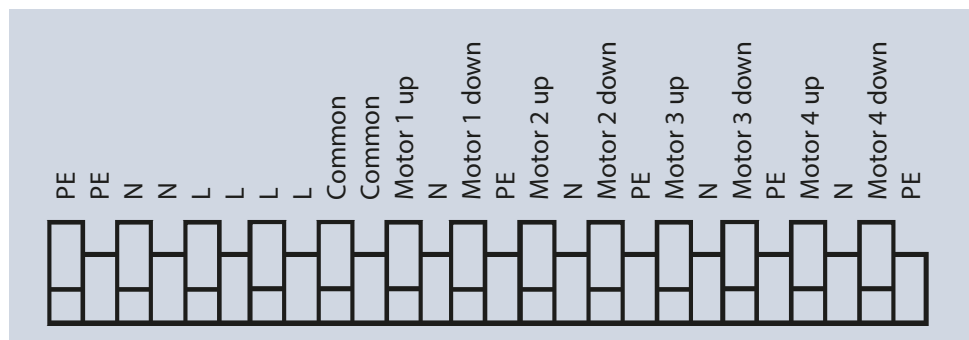 PE
PE
N
N
L
L
L
L
Common
Common
Motor 1 up
N
Motor 1 down
PE
Motor 2 up
N
Motor 2 down
PE
Motor 3 up
N
Motor 3 down
PE
Motor 4 up
N
Motor 4 down
PE